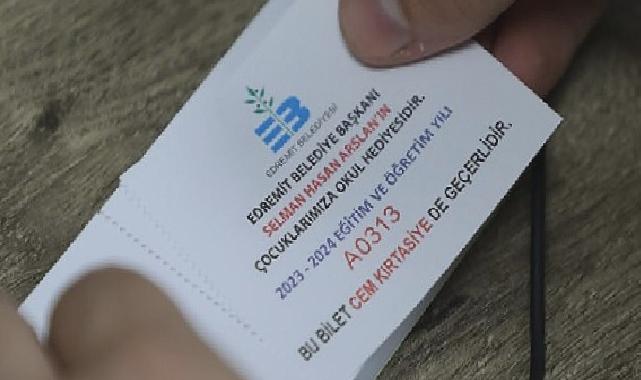 EDREMİT BELEDİYESİ
EDREMİT BELEDİYE BAŞKANI
SELMAN HASAN ARSLAN'IN
ÇOCUKLARIMIZA OKUL HEDİYESİDİR.
2023 - 2024 EĞİTİM VE ÖĞRETİM YILI
A0313
BU BİLET CEM KIRTASİYE DE GEÇERLİDİR.